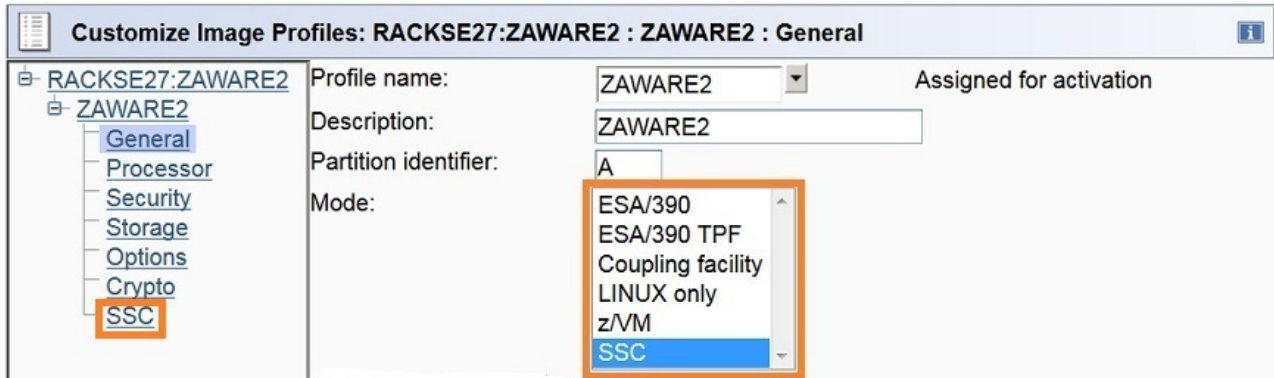 Customize Image Profiles: RACKSE27:ZAWARE2 : ZAWARE2 : General
i
RACKSE27:ZAWARE2
ZAWARE2
General
Processor
Security
Storage
Options
Crypto
SSC
Profile name: ZAWARE2 Assigned for activation
Description: ZAWARE2
Partition identifier: A
Mode: ESA/390
ESA/390 TPF
Coupling facility
LINUX only
z/VM
SSC